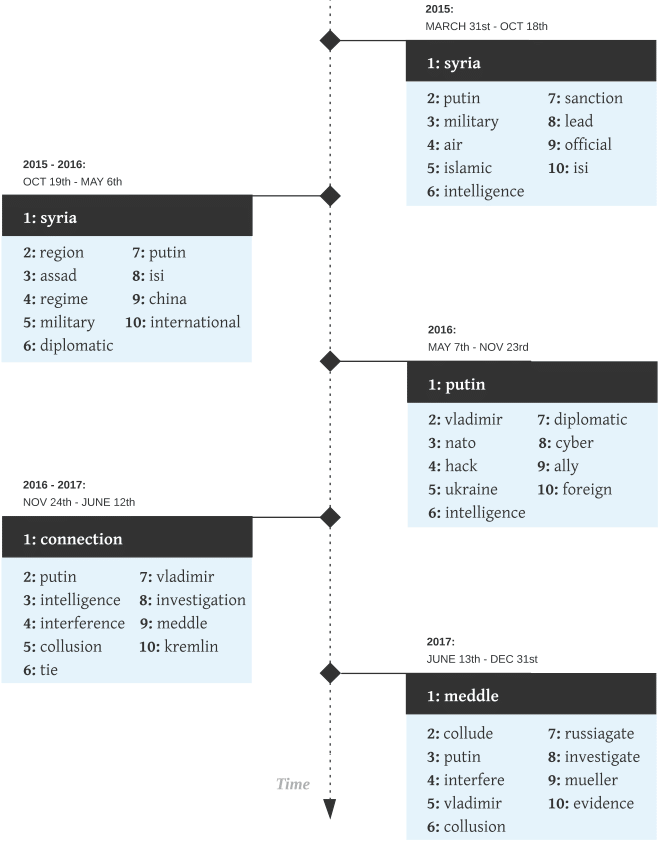 2015:
MARCH 31st - OCT 18th
1: syria
2: putin
3: military
4: air
5: islamic
6: intelligence
7: sanction
8: lead
9: official
10: isi
2015 - 2016:
OCT 19th - MAY 6th
1: syria
2: region
3: assad
4: regime
5: military
6: diplomatic
7: putin
8: isi
9: china
10: international
2016:
MAY 7th - NOV 23rd
1: putin
2: vladimir
3: nato
4: hack
5: ukraine
6: intelligence
7: diplomatic
8: cyber
9: ally
10: foreign
2016 - 2017:
NOV 24th - JUNE 12th
1: connection
2: putin
3: intelligence
4: interference
5: collusion
6: tie
7: vladimir
8: investigation
9: meddle
10: kremlin
2017:
JUNE 13th - DEC 31st
1: meddle
2: collude
3: putin
4: interfere
5: vladimir
6: collusion
7: russiagate
8: investigate
9: mueller
10: evidence
Time